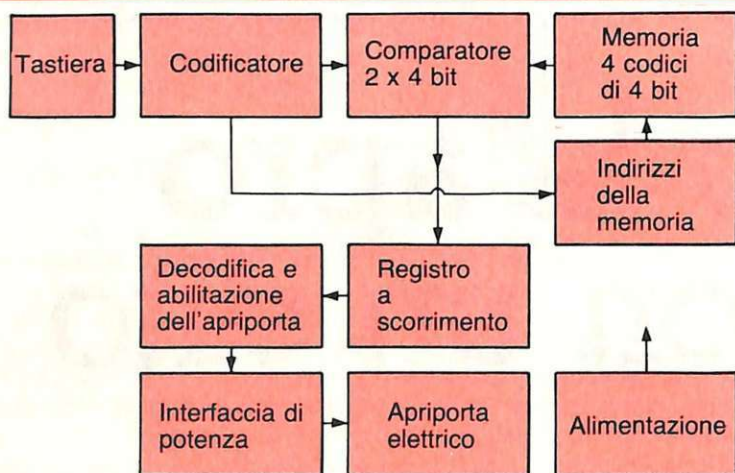 Tastiera
Codificatore
Comparatore
2 x 4 bit
Memoria
4 codici
di 4 bit
Indirizzi
della
memoria
Decodifica e
abilitazione
dell'apriporta
Registro
a
scorrimento
Interfaccia di
potenza
Apriporta
elettrico
Alimentazione